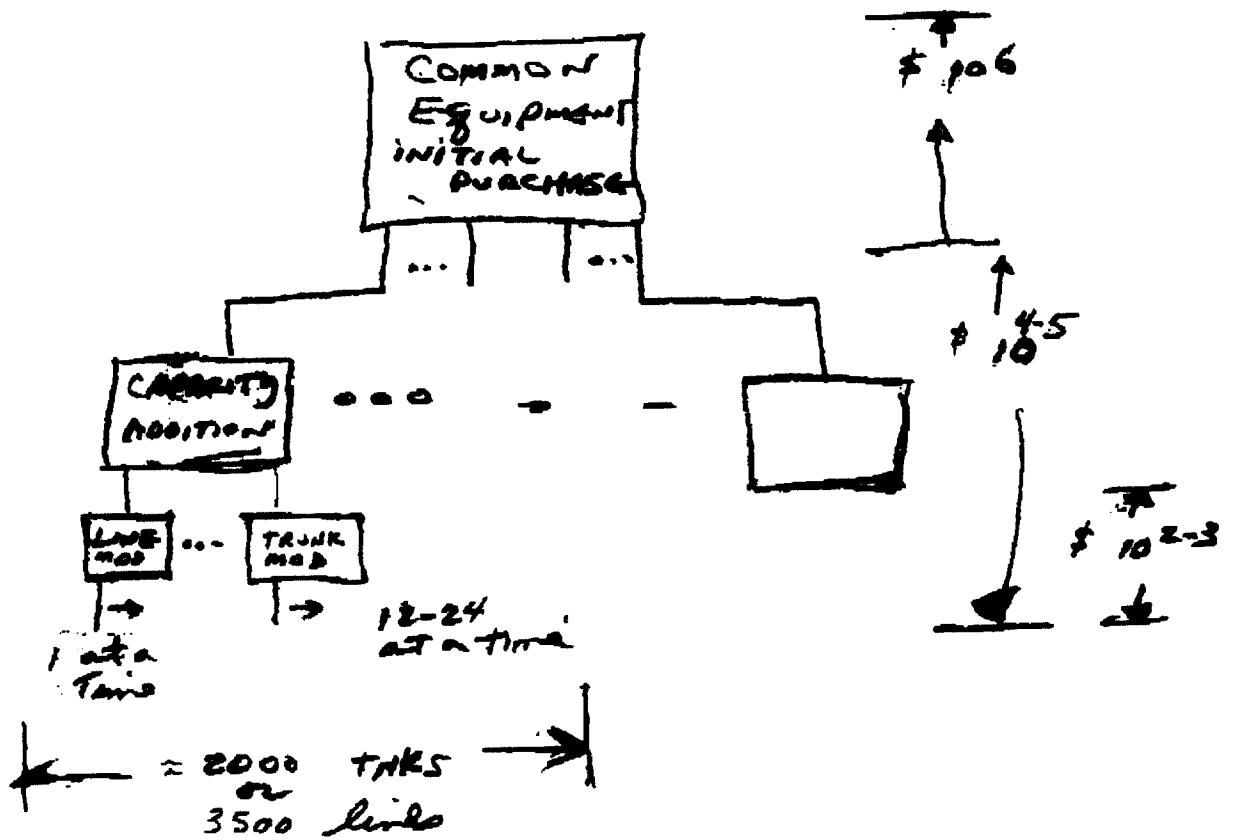 COMMON
EQUIPMENT
INITIAL
PURCHASE
$ 10^6
$ 10^4-5
CAPACITY
ADDITION
LINE
MOD
TRUNK
MOD
$ 10^2-3
1 at a
Time
12-24
at a time
≈ 2000 TNKS
or
3500 lines